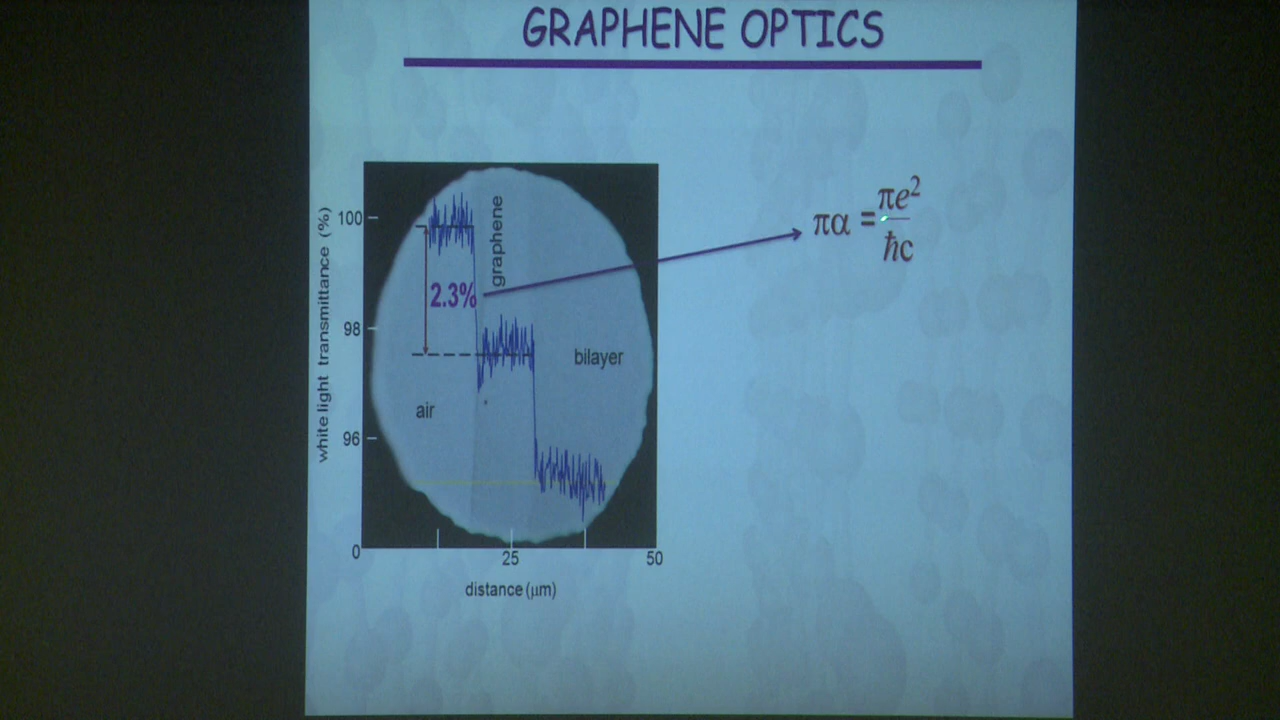 GRAPHENE OPTICS
white light transmittance (%)
100
98
96
0
25
50
distance (μm)
graphene
2.3%
air
bilayer
πα = πe²/ħc